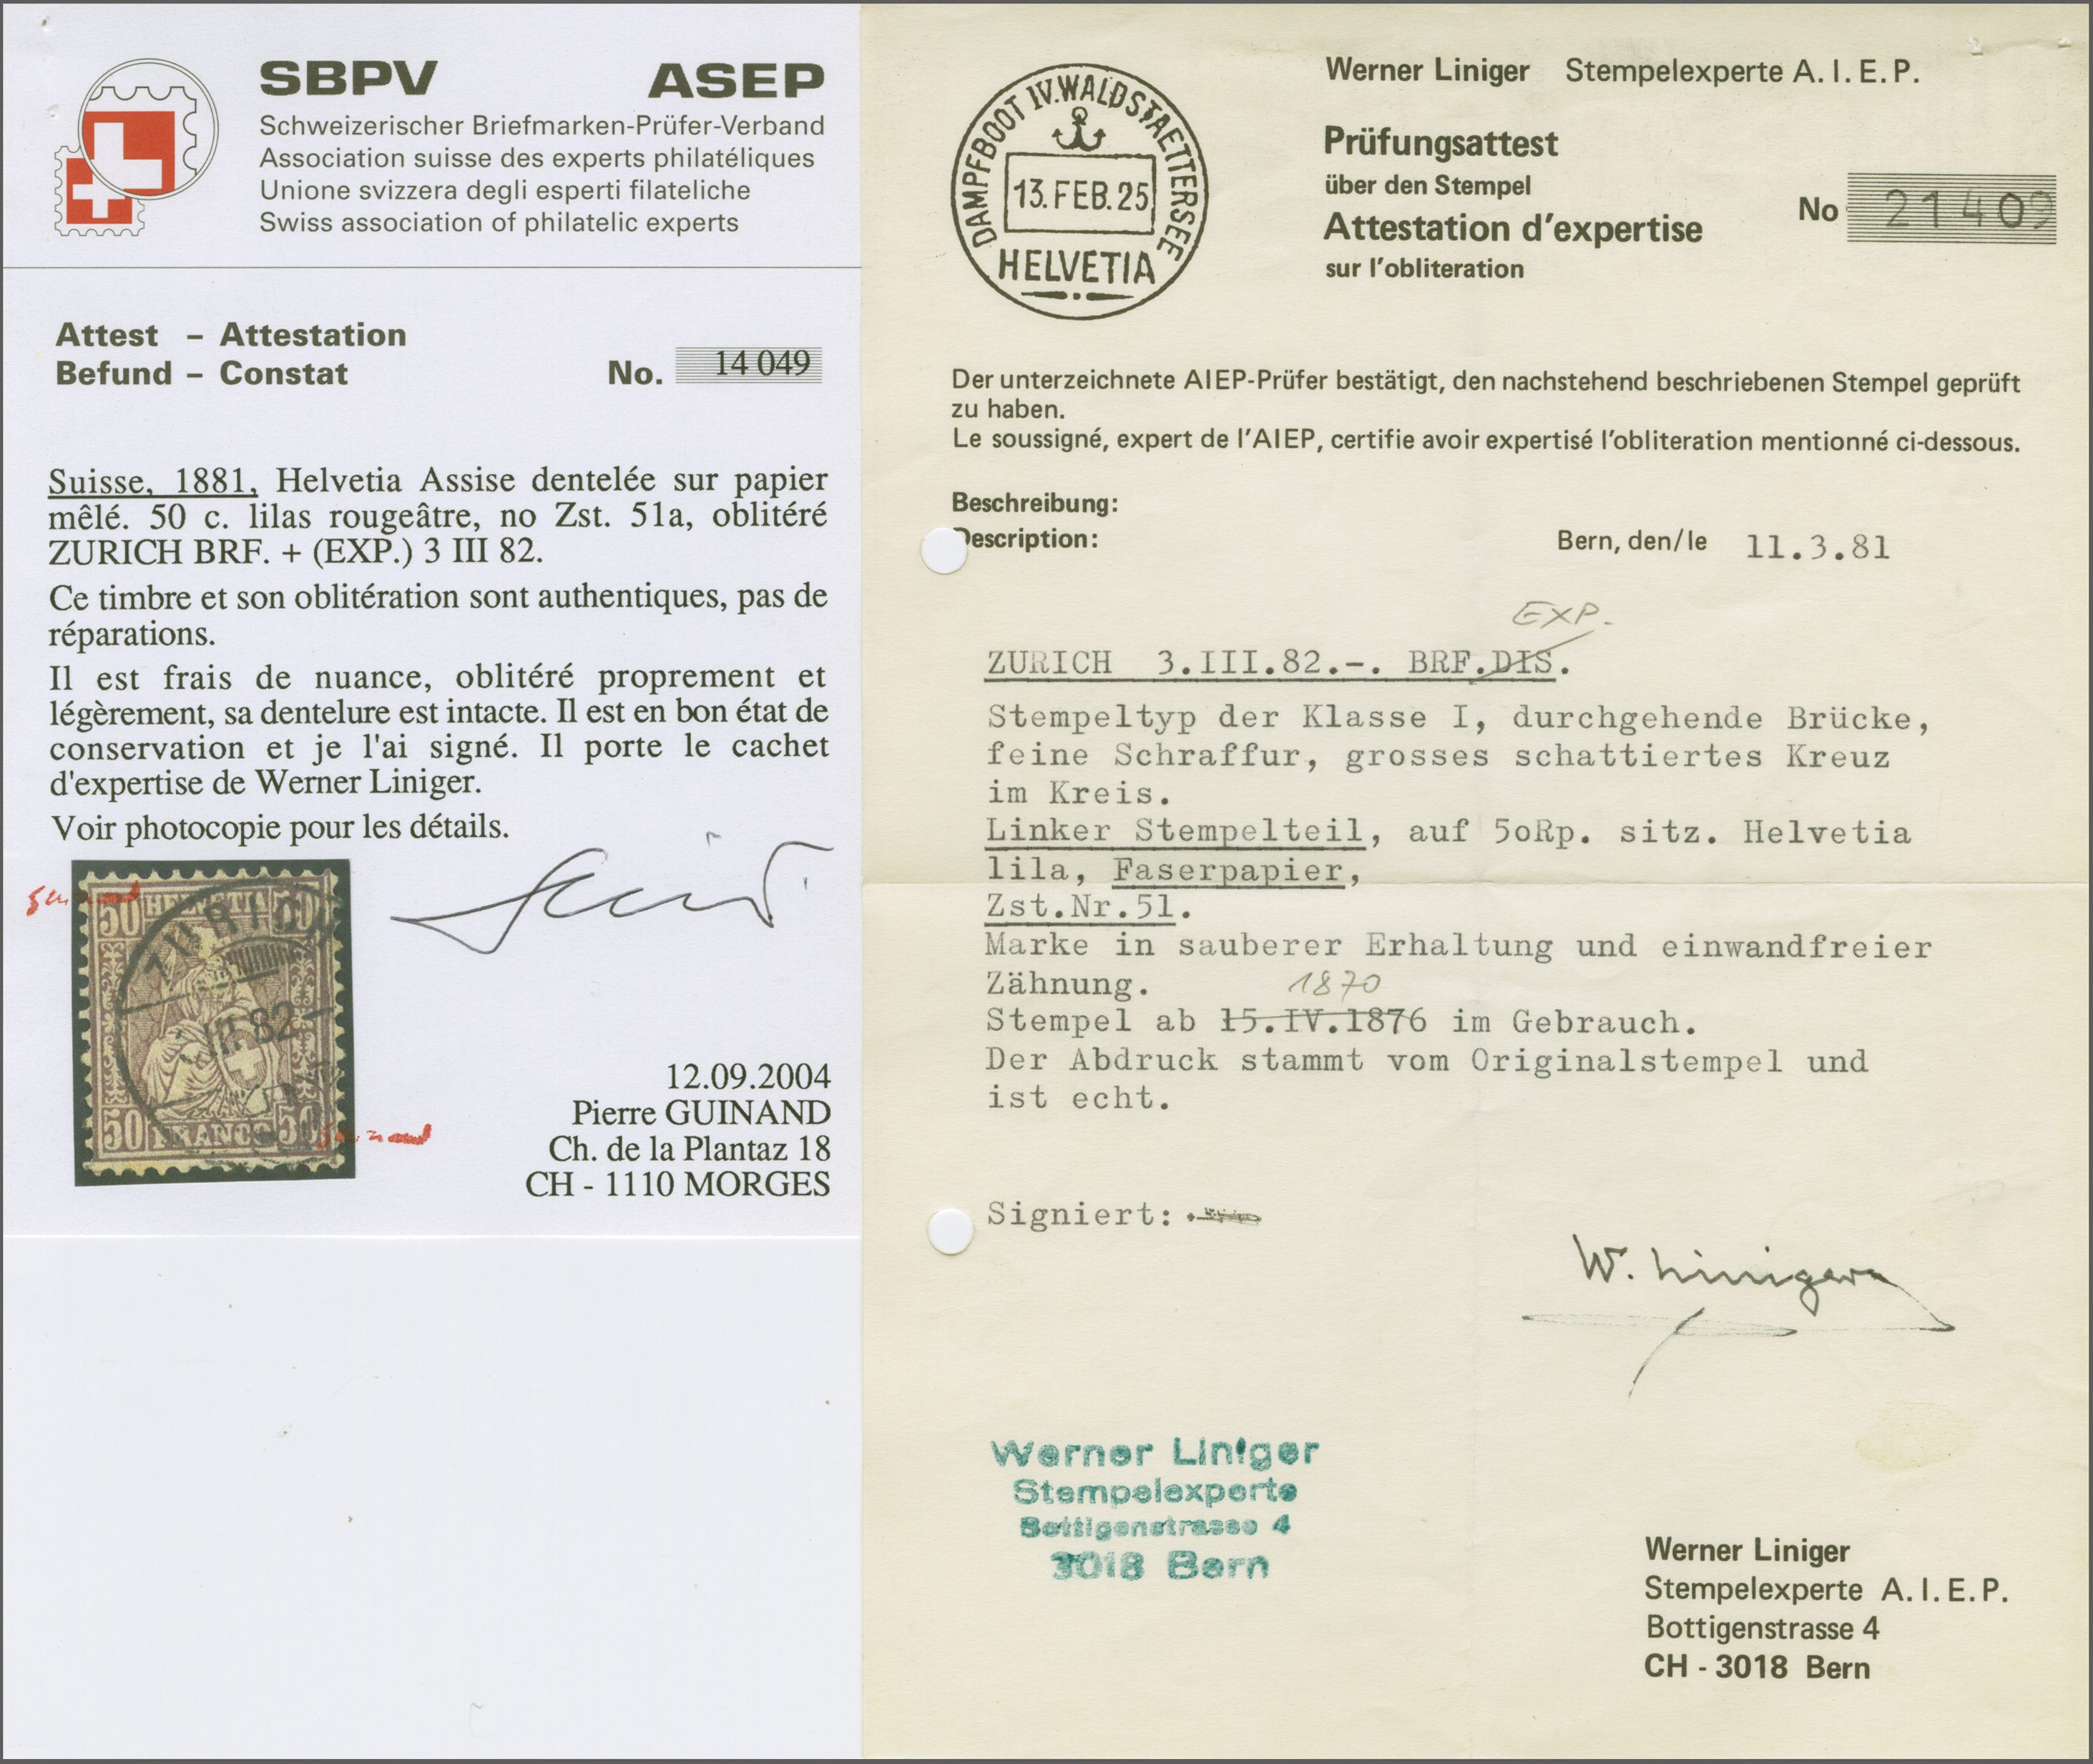 SBPV ASEP
Schweizerischer Briefmarken-Prüfer-Verband
Association suisse des experts philatéliques
Unione svizzera degli esperti filateliche
Swiss association of philatelic experts
Attest – Attestation
Befund – Constat
No. 14 049
Suisse, 1881, Helvetia Assise dentelée sur papier
mêlé. 50 c. lilas rougeâtre, no Zst. 51a, oblitéré
ZURICH BRF. + (EXP.) 3 III 82.
Ce timbre et son oblitération sont authentiques, pas de
réparations.
Il est frais de nuance, oblitéré proprement et
légèrement, sa dentelure est intacte. Il est en bon état de
conservation et je l'ai signé. Il porte le cachet
d'expertise de Werner Liniger.
Voir photocopie pour les détails.
50 HELVETIA 50
ZURICH
III 82 –
50 FRANCO 50
12.09.2004
Pierre GUINAND
Ch. de la Plantaz 18
CH - 1110 MORGES
DAMPFBOOT IV. WALDSTAETTERSEE
13. FEB. 25
HELVETIA
Werner Liniger Stempelexperte A. I. E. P.
Prüfungsattest
über den Stempel
Attestation d'expertise
sur l'obliteration
No 21409
Der unterzeichnete AIEP-Prüfer bestätigt, den nachstehend beschriebenen Stempel geprüft
zu haben.
Le soussigné, expert de l'AIEP, certifie avoir expertisé l'obliteration mentionné ci-dessous.
Beschreibung:
Description:
Bern, den/le 11.3.81
EXP.
ZURICH 3.III.82.-. BRF.DIS.
Stempeltyp der Klasse I, durchgehende Brücke,
feine Schraffur, grosses schattiertes Kreuz
im Kreis.
Linker Stempelteil, auf 5oRp. sitz. Helvetia
lila, Faserpapier,
Zst.Nr.51.
Marke in sauberer Erhaltung und einwandfreier
Zähnung.
1870
Stempel ab 15.IV.1876 im Gebrauch.
Der Abdruck stammt vom Originalstempel und
ist echt.
Signiert:
W. Liniger
Werner Liniger
Stempelexperte
Bottigenstrasse 4
3018 Bern
Werner Liniger
Stempelexperte A. I. E. P.
Bottigenstrasse 4
CH - 3018 Bern